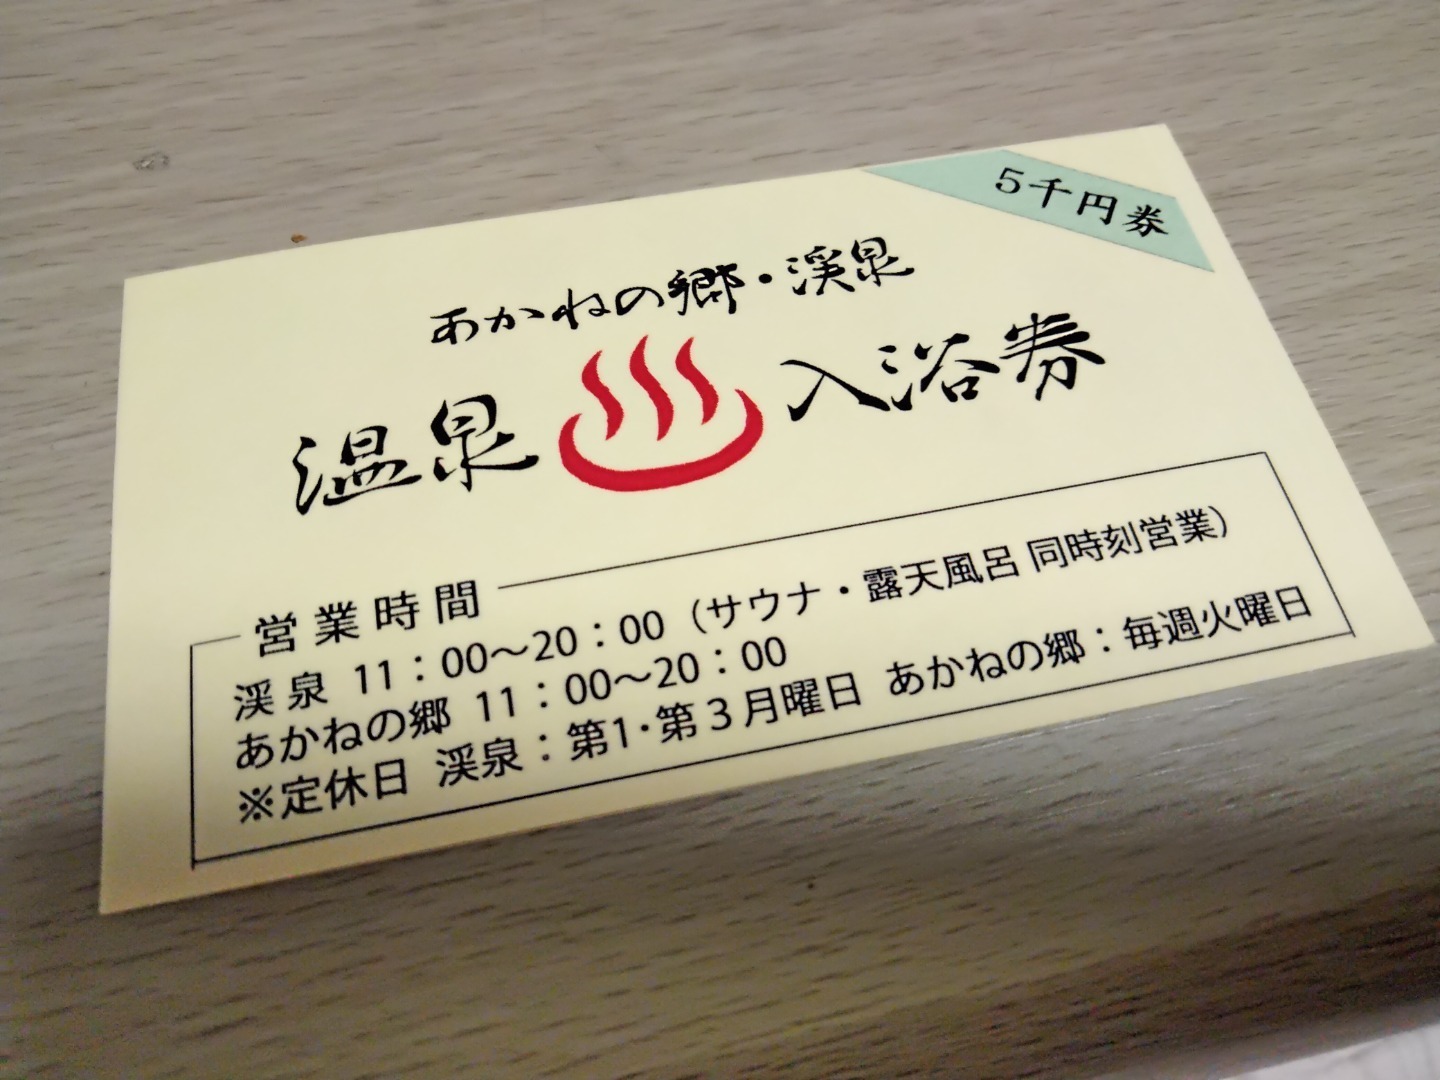 5千円券
あかねの郷・渓泉
温泉 ♨ 入浴券
営業時間
渓泉 11：00～20：00（サウナ・露天風呂 同時刻営業）
あかねの郷 11：00～20：00
※定休日 渓泉：第1･第３月曜日 あかねの郷：毎週火曜日